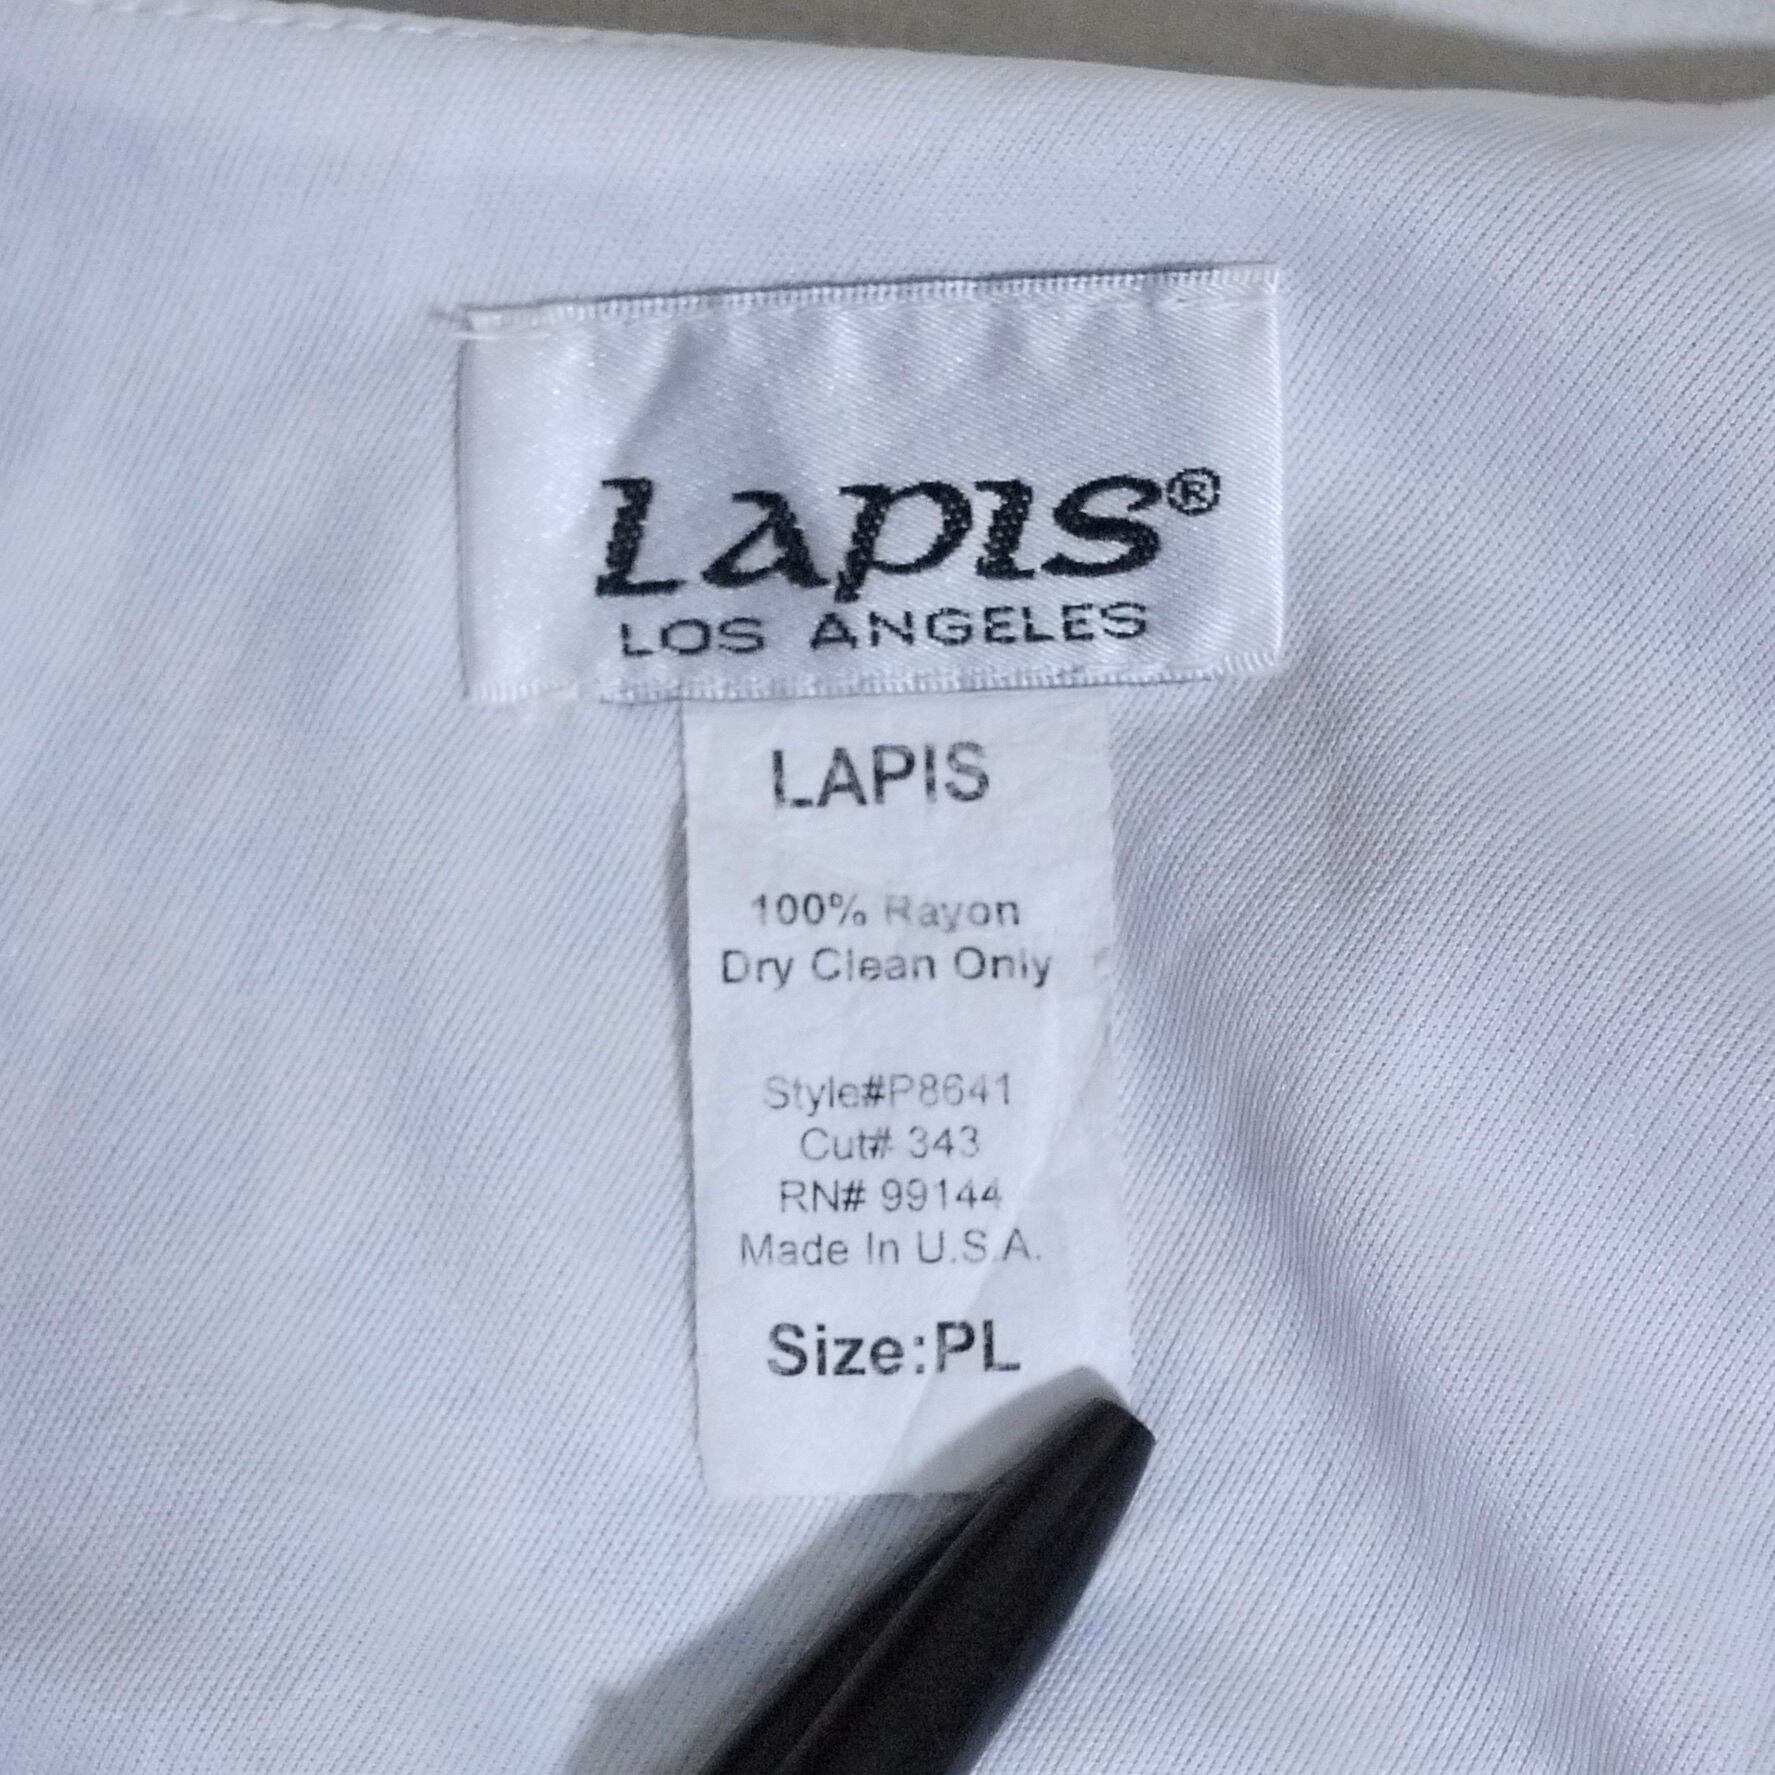 Lapis®
LOS ANGELES
LAPIS
100% Rayon
Dry Clean Only
Style#P8641
Cut# 343
RN# 99144
Made In U.S.A.
Size:PL